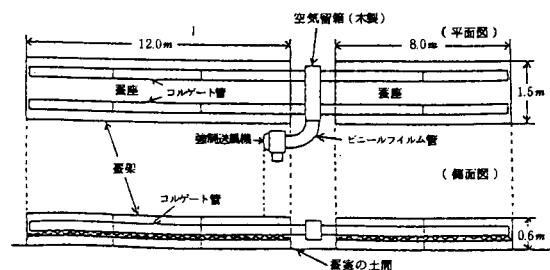 空気留箱（木製）
12.0m
8.0m
（平面図）
蚕座
コルゲート管
蚕座
1.5m
強制送風機
ビニールフイルム管
蚕架
（側面図）
コルゲート管
0.6m
蚕室の土間